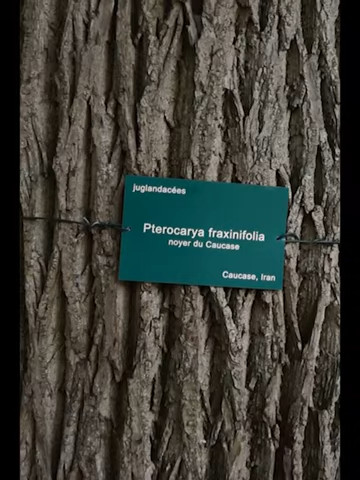 juglandacées
Pterocarya fraxinifolia
noyer du Caucase
Caucase, Iran